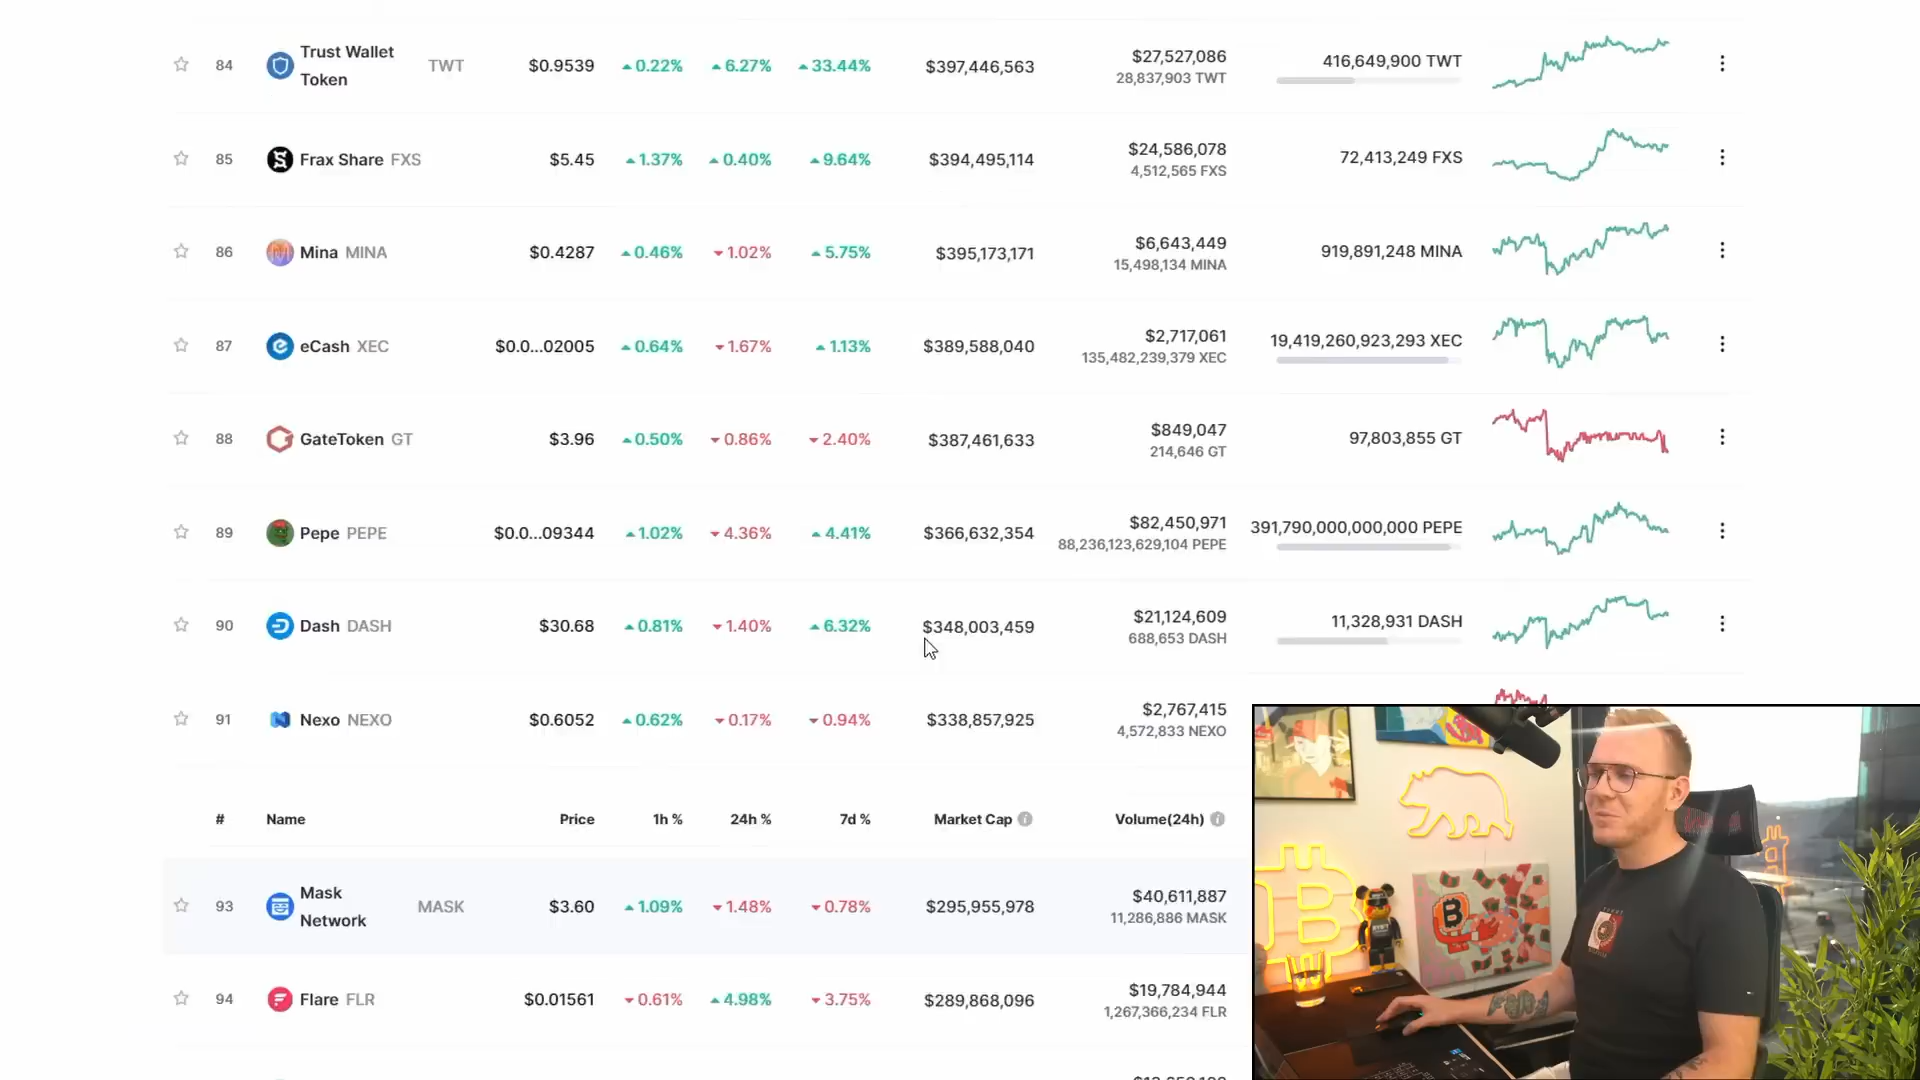 84 Trust Wallet Token TWT $0.9539 0.22% 6.27% 33.44% $397,446,563 $27,527,086 416,649,900 TWT
28,837,903 TWT
85 Frax Share FXS $5.45 1.37% 0.40% 9.64% $394,495,114 $24,586,078 72,413,249 FXS
4,512,565 FXS
86 Mina MINA $0.4287 0.46% 1.02% 5.75% $395,173,171 $6,643,449 919,891,248 MINA
15,498,134 MINA
87 eCash XEC $0.0...02005 0.64% 1.67% 1.13% $389,588,040 $2,717,061 19,419,260,923,293 XEC
135,482,239,379 XEC
88 GateToken GT $3.96 0.50% 0.86% 2.40% $387,461,633 $849,047 97,803,855 GT
214,646 GT
89 Pepe PEPE $0.0...09344 1.02% 4.36% 4.41% $366,632,354 $82,450,971 391,790,000,000,000 PEPE
88,236,123,629,104 PEPE
90 Dash DASH $30.68 0.81% 1.40% 6.32% $348,003,459 $21,124,609 11,328,931 DASH
688,653 DASH
91 Nexo NEXO $0.6052 0.62% 0.17% 0.94% $338,857,925 $2,767,415
4,572,833 NEXO
# Name Price 1h % 24h % 7d % Market Cap Volume(24h)
93 Mask Network MASK $3.60 1.09% 1.48% 0.78% $295,955,978 $40,611,887
11,286,886 MASK
94 Flare FLR $0.01561 0.61% 4.98% 3.75% $289,868,096 $19,784,944
1,267,366,234 FLR